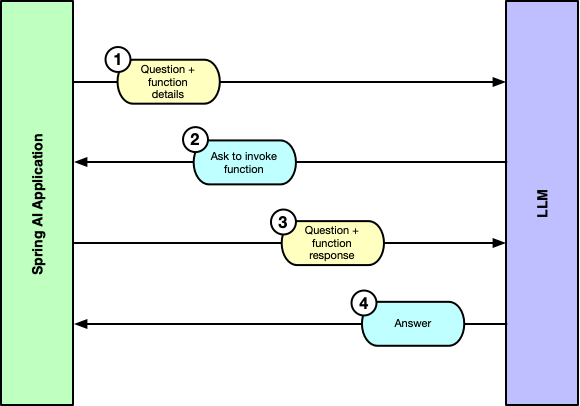 Spring AI Application
1
Question +
function
details
2
Ask to invoke
function
3
Question +
function
response
4
Answer
LLM